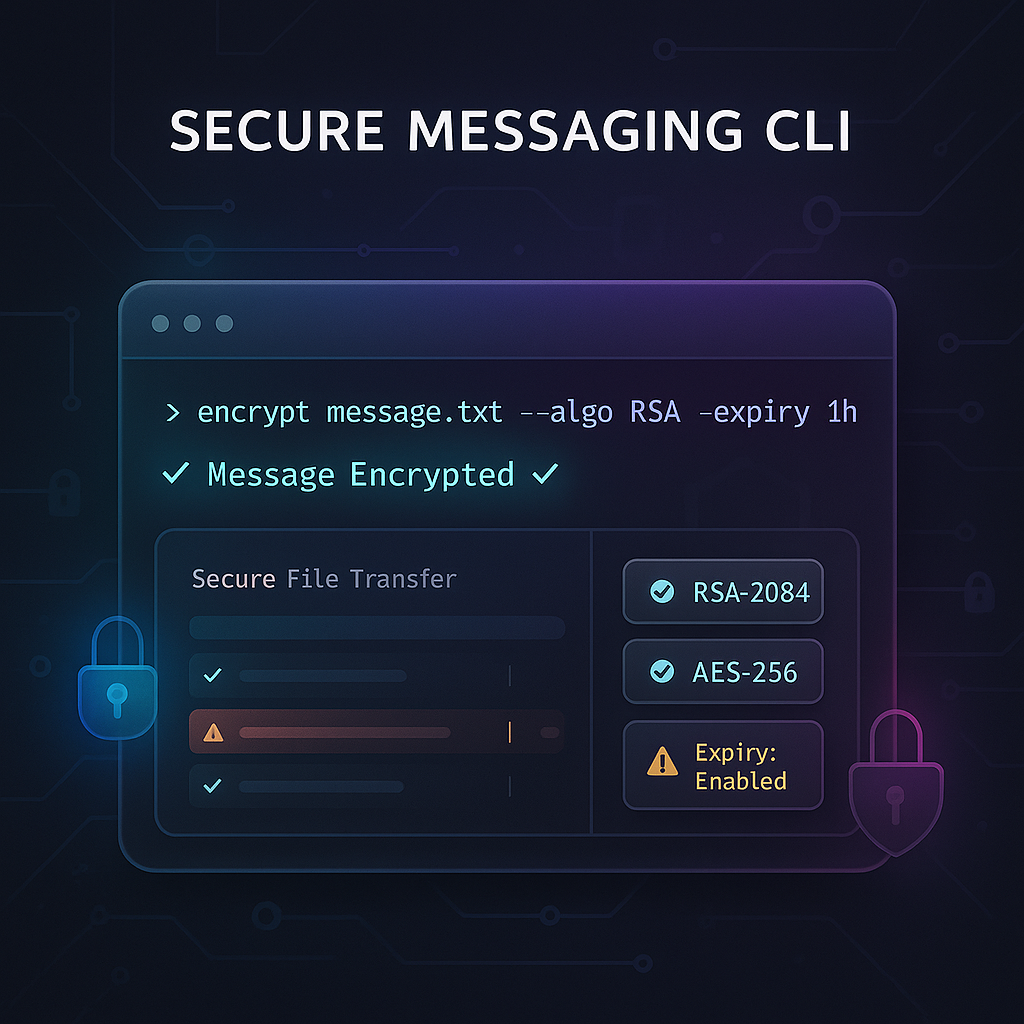 SECURE MESSAGING CLI
> encrypt message.txt --algo RSA -expiry 1h
✓ Message Encrypted ✓
Secure File Transfer
RSA-2084
AES-256
Expiry:
Enabled